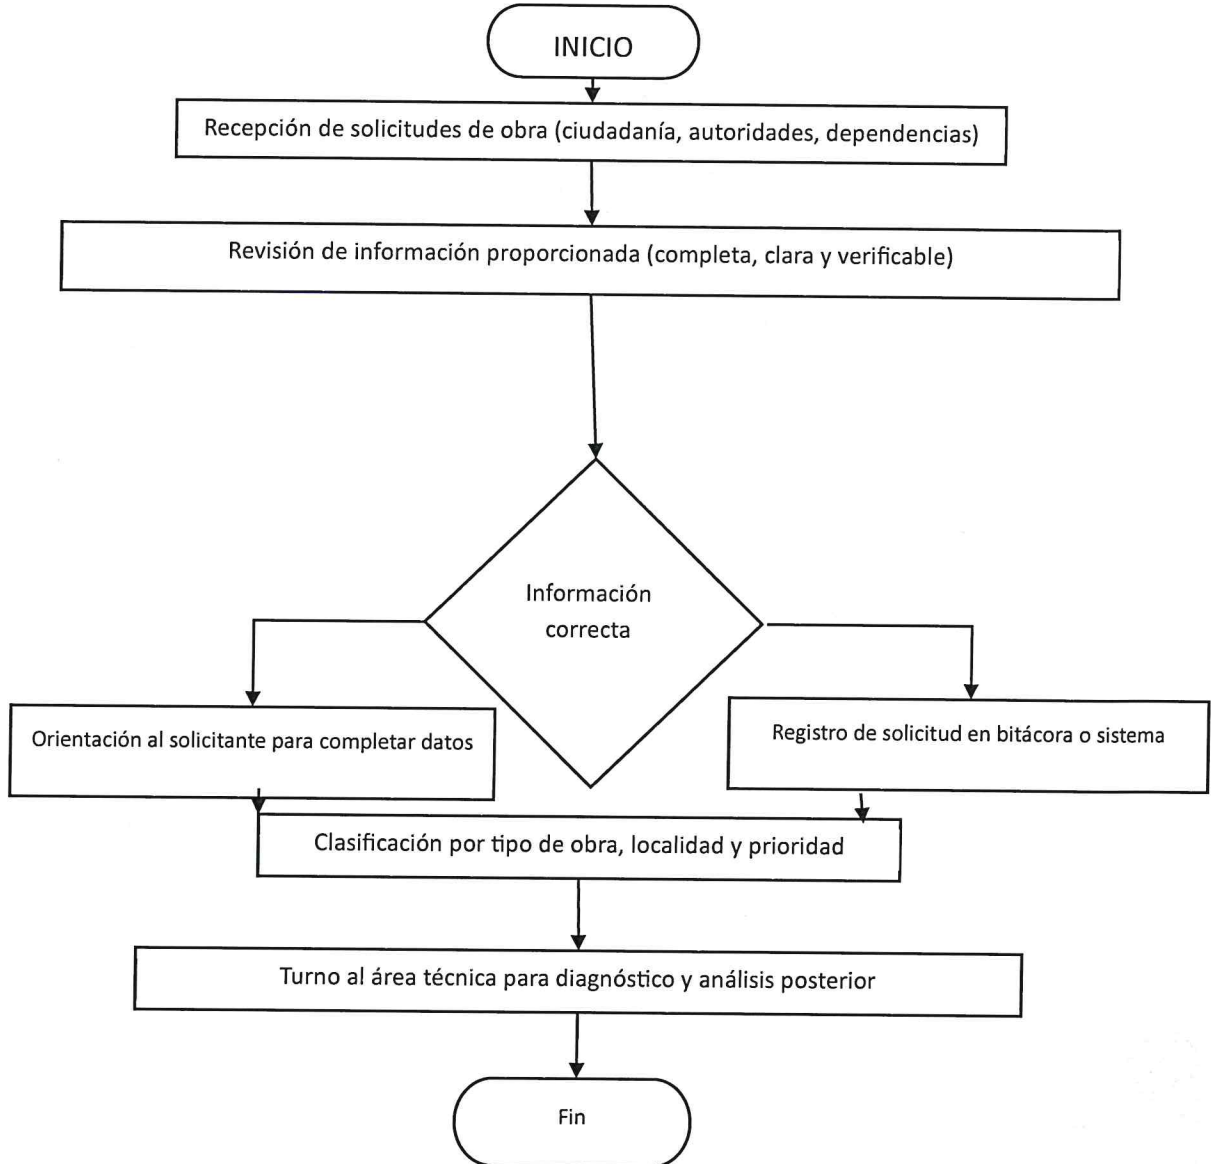 INICIO
Recepción de solicitudes de obra (ciudadanía, autoridades, dependencias)
Revisión de información proporcionada (completa, clara y verificable)
Información
correcta
Orientación al solicitante para completar datos
Registro de solicitud en bitácora o sistema
Clasificación por tipo de obra, localidad y prioridad
Turno al área técnica para diagnóstico y análisis posterior
Fin